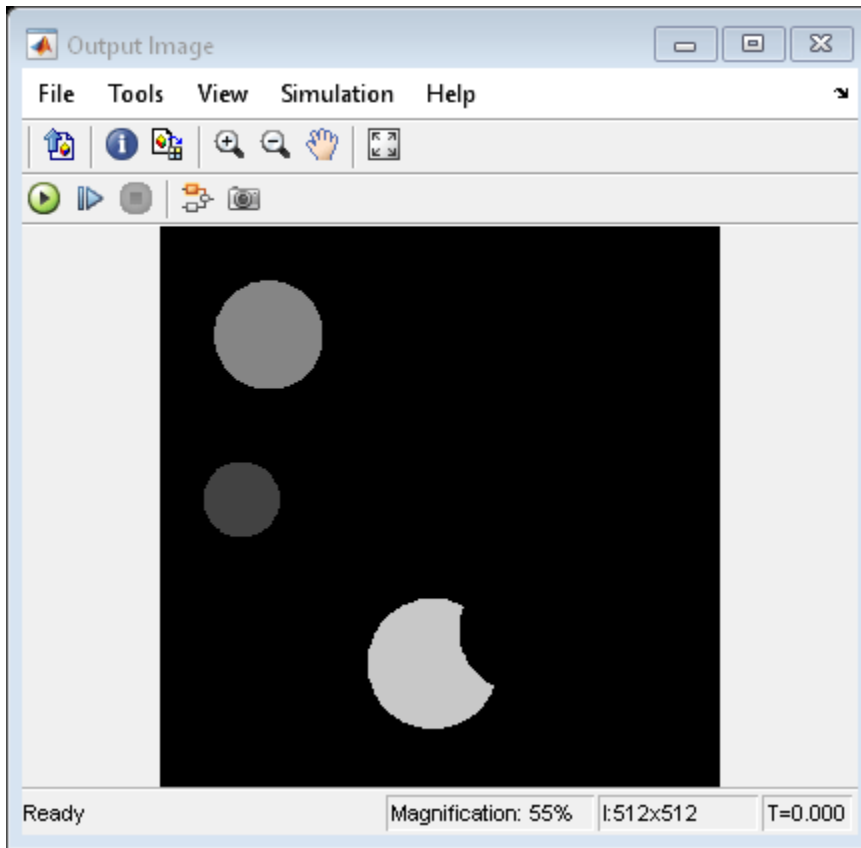 Output Image
File Tools View Simulation Help
Ready Magnification: 55% I:512x512 T=0.000